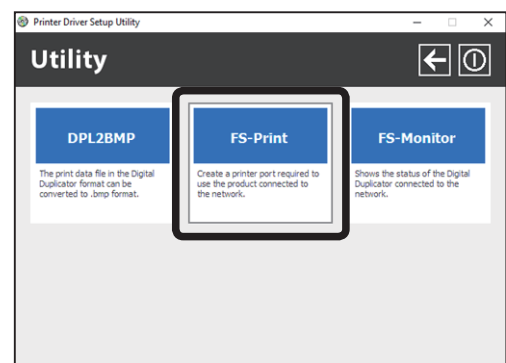 Printer Driver Setup Utility
Utility
DPL2BMP
The print data file in the Digital
Duplicator format can be
converted to .bmp format.
FS-Print
Create a printer port required to
use the product connected to
the network.
FS-Monitor
Shows the status of the Digital
Duplicator connected to the
network.